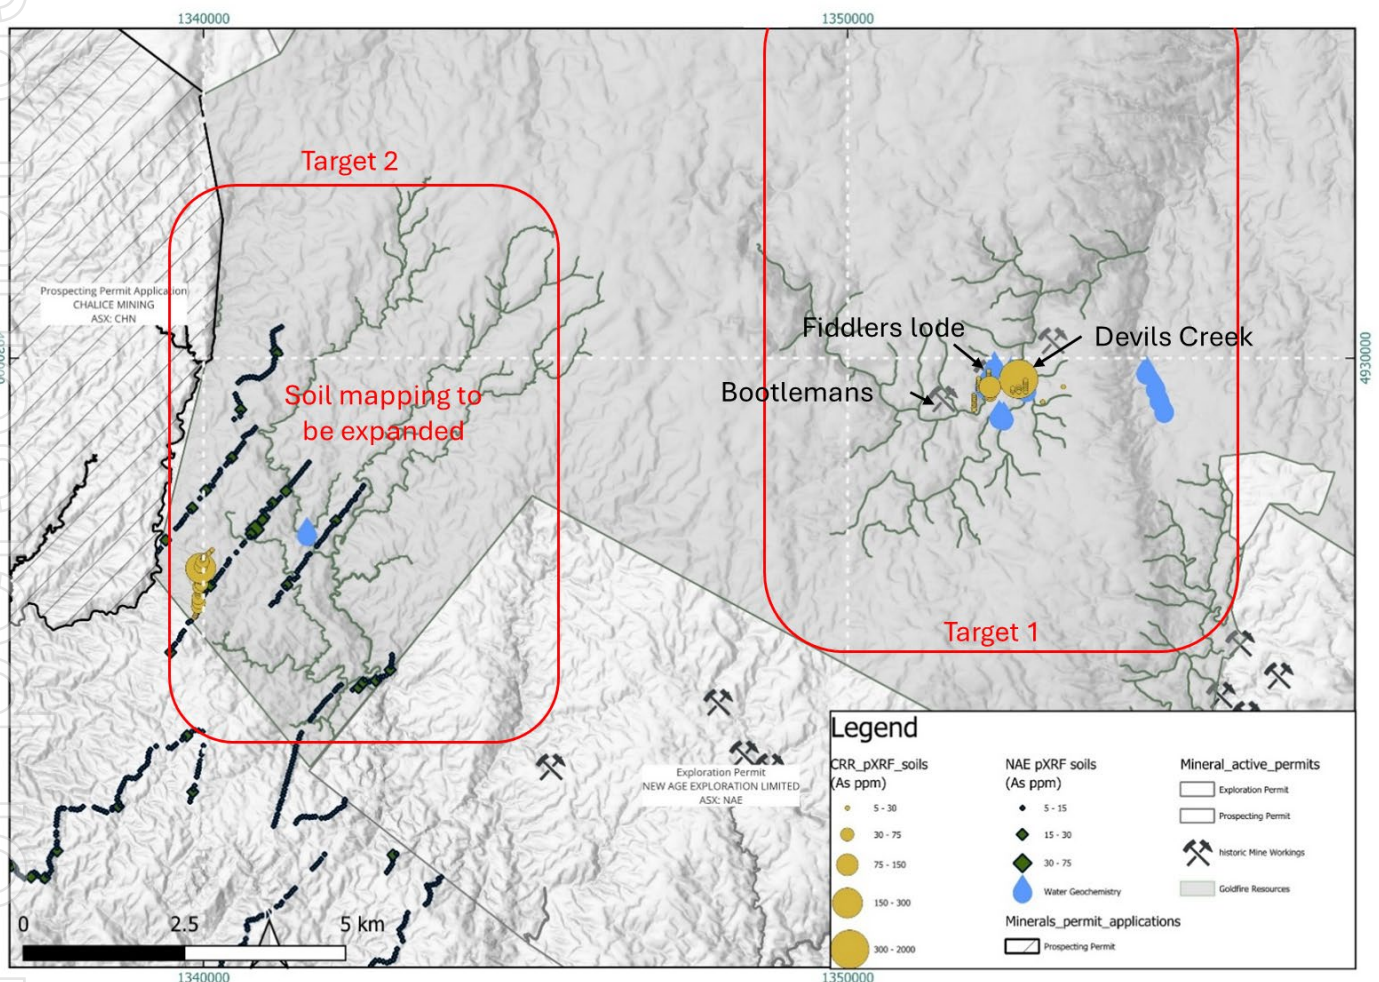 1340000
1350000
Target 2
Prospecting Permit Application
CHALICE MINING
ASX: CHN
Fiddlers lode
Devils Creek
4930000
Bootlemans
Soil mapping to
be expanded
Target 1
Exploration Permit
NEW AGE EXPLORATION LIMITED
ASX: NAE
Legend
CRR_pXRF_soils
(As ppm)
5 - 30
30 - 75
75 - 150
150 - 300
300 - 2000
NAE pXRF soils
(As ppm)
5 - 15
15 - 30
30 - 75
Water Geochemistry
Minerals_permit_applications
Prospecting Permit
Mineral_active_permits
Exploration Permit
Prospecting Permit
historic Mine Workings
Goldfire Resources
0
2.5
5 km
1340000
1350000